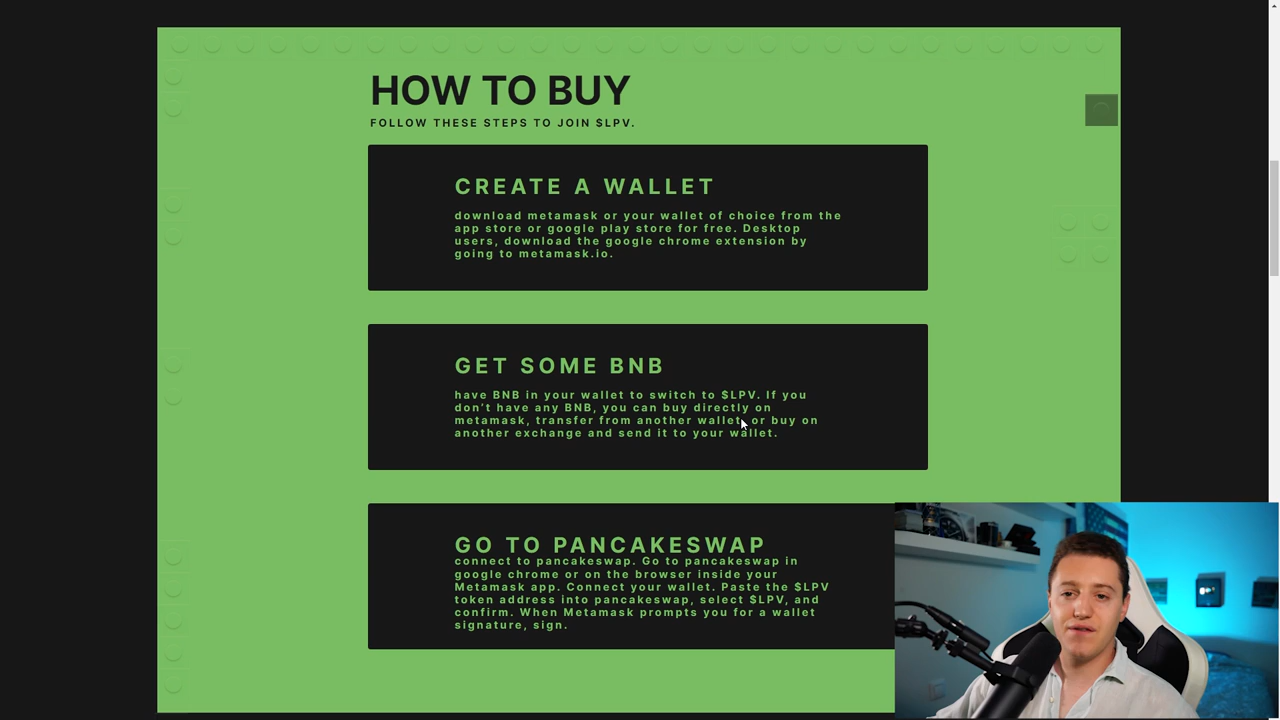 HOW TO BUY
FOLLOW THESE STEPS TO JOIN $LPV.
CREATE A WALLET
download metamask or your wallet of choice from the
app store or google play store for free. Desktop
users, download the google chrome extension by
going to metamask.io.
GET SOME BNB
have BNB in your wallet to switch to $LPV. If you
don't have any BNB, you can buy directly on
metamask, transfer from another wallet, or buy on
another exchange and send it to your wallet.
GO TO PANCAKESWAP
connect to pancakeswap. Go to pancakeswap in
google chrome or on the browser inside your
Metamask app. Connect your wallet. Paste the $LPV
token address into pancakeswap, select $LPV, and
confirm. When Metamask prompts you for a wallet
signature, sign.